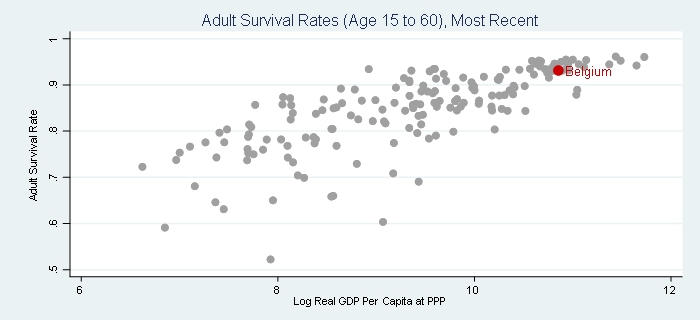 Adult Survival Rates (Age 15 to 60), Most Recent
Adult Survival Rate
1
.9
.8
.7
.6
.5
Belgium
6
8
10
12
Log Real GDP Per Capita at PPP